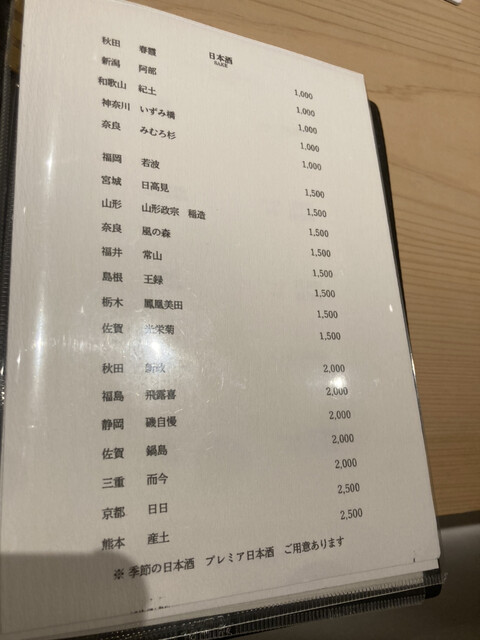 日本酒
SAKE
秋田 春霞 1,000
新潟 阿部 1,000
和歌山 紀土 1,000
神奈川 いずみ橋 1,000
奈良 みむろ杉 1,000
福岡 若波 1,500
宮城 日高見 1,500
山形 山形政宗 稲造 1,500
奈良 風の森 1,500
福井 常山 1,500
島根 王録 1,500
栃木 鳳凰美田 1,500
佐賀 光栄菊 1,500
秋田 2,000
福島 飛露喜 2,000
静岡 磯自慢 2,000
佐賀 鍋島 2,000
三重 而今 2,000
京都 日日 2,500
熊本 産土 2,500
※ 季節の日本酒 プレミア日本酒 ご用意あります